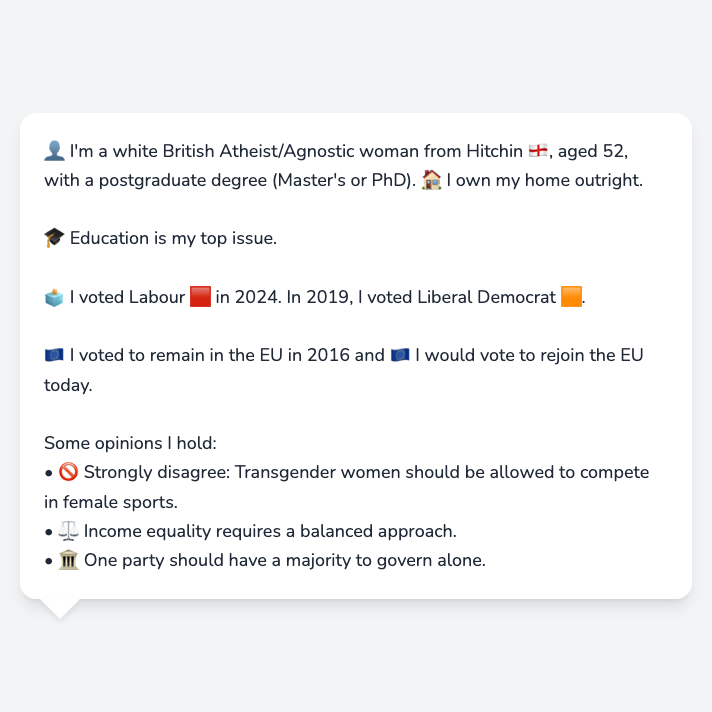 👤 I'm a white British Atheist/Agnostic woman from Hitchin 🏴󠁧󠁢󠁥󠁮󠁧󠁿, aged 52,
with a postgraduate degree (Master's or PhD). 🏠 I own my home outright.
🎓 Education is my top issue.
🗳️ I voted Labour 🟥 in 2024. In 2019, I voted Liberal Democrat 🟧.
🇪🇺 I voted to remain in the EU in 2016 and 🇪🇺 I would vote to rejoin the EU
today.
Some opinions I hold:
• 🚫 Strongly disagree: Transgender women should be allowed to compete
in female sports.
• ⚖️ Income equality requires a balanced approach.
• 🏛️ One party should have a majority to govern alone.